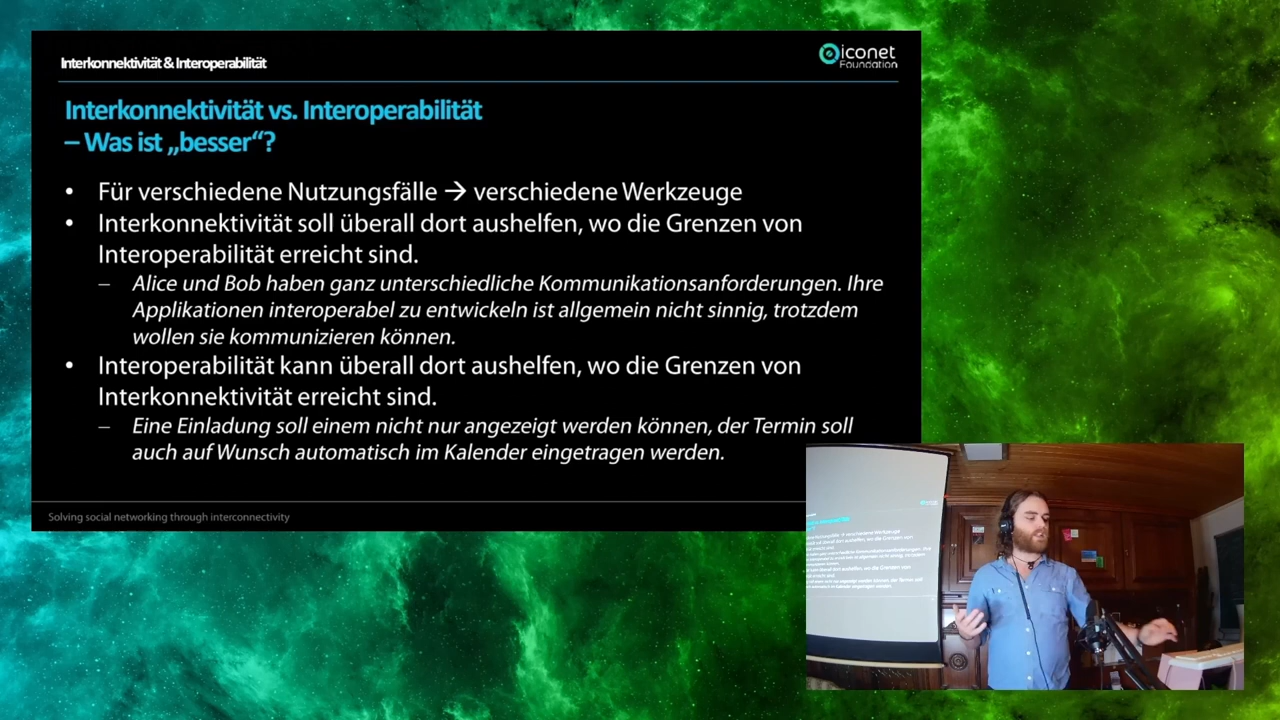 Interkonnektivität & Interoperabilität
iconet
Foundation
Interkonnektivität vs. Interoperabilität
– Was ist „besser“?
• Für verschiedene Nutzungsfälle → verschiedene Werkzeuge
• Interkonnektivität soll überall dort aushelfen, wo die Grenzen von
Interoperabilität erreicht sind.
– Alice und Bob haben ganz unterschiedliche Kommunikationsanforderungen. Ihre
Applikationen interoperabel zu entwickeln ist allgemein nicht sinnig, trotzdem
wollen sie kommunizieren können.
• Interoperabilität kann überall dort aushelfen, wo die Grenzen von
Interkonnektivität erreicht sind.
– Eine Einladung soll einem nicht nur angezeigt werden können, der Termin soll
auch auf Wunsch automatisch im Kalender eingetragen werden.
Solving social networking through interconnectivity